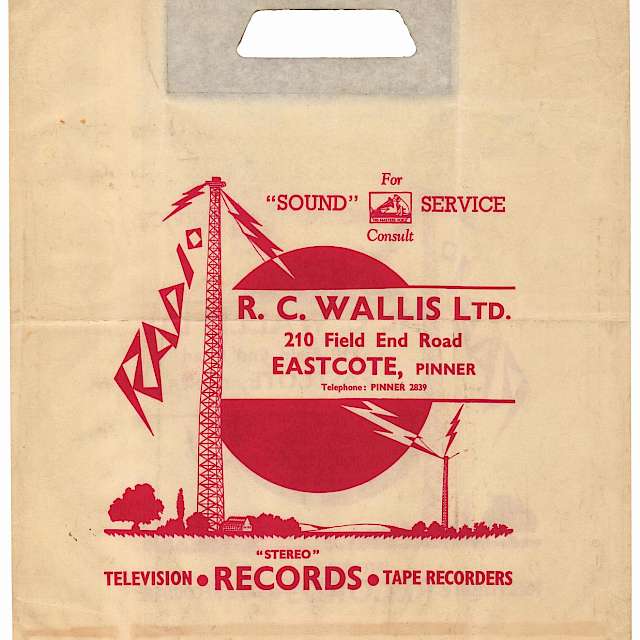 For
"SOUND" SERVICE
Consult
RADIO
R. C. WALLIS LTD.
210 Field End Road
EASTCOTE, PINNER
Telephone: PINNER 2839
"STEREO"
TELEVISION • RECORDS • TAPE RECORDERS